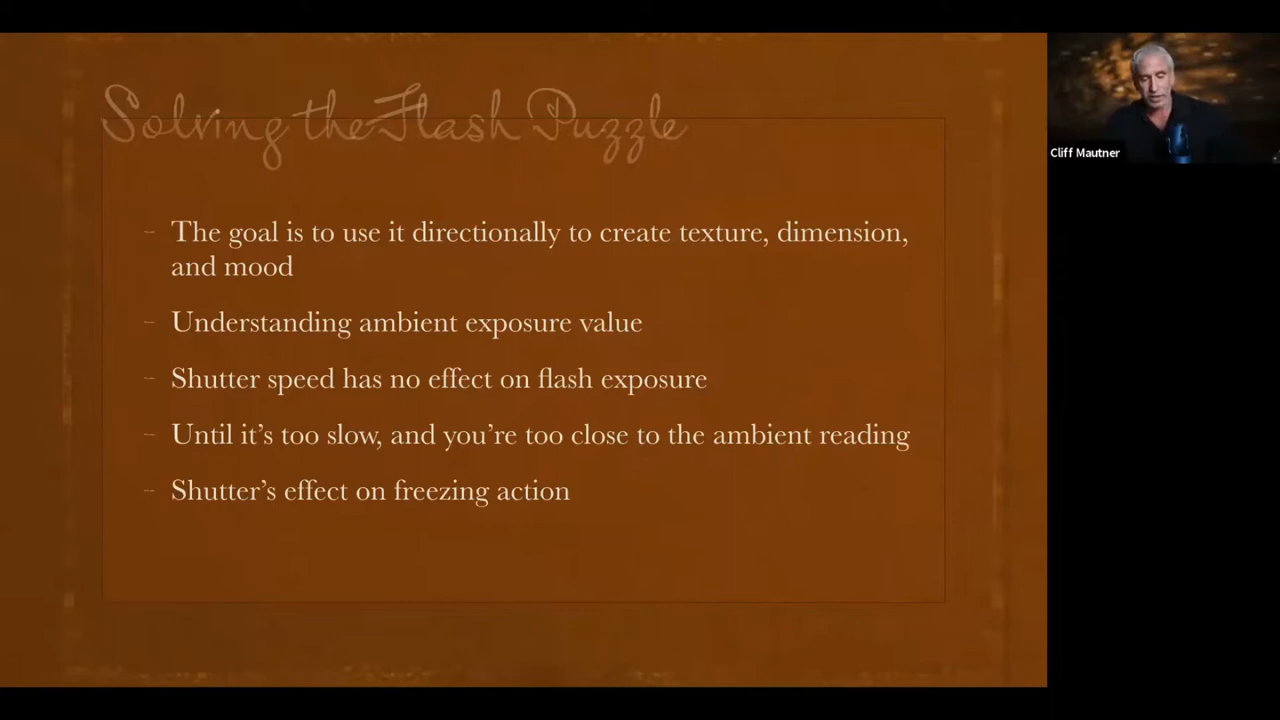 Solving the Flash Puzzle
- The goal is to use it directionally to create texture, dimension,
and mood
- Understanding ambient exposure value
- Shutter speed has no effect on flash exposure
- Until it’s too slow, and you’re too close to the ambient reading
- Shutter’s effect on freezing action
Cliff Mautner